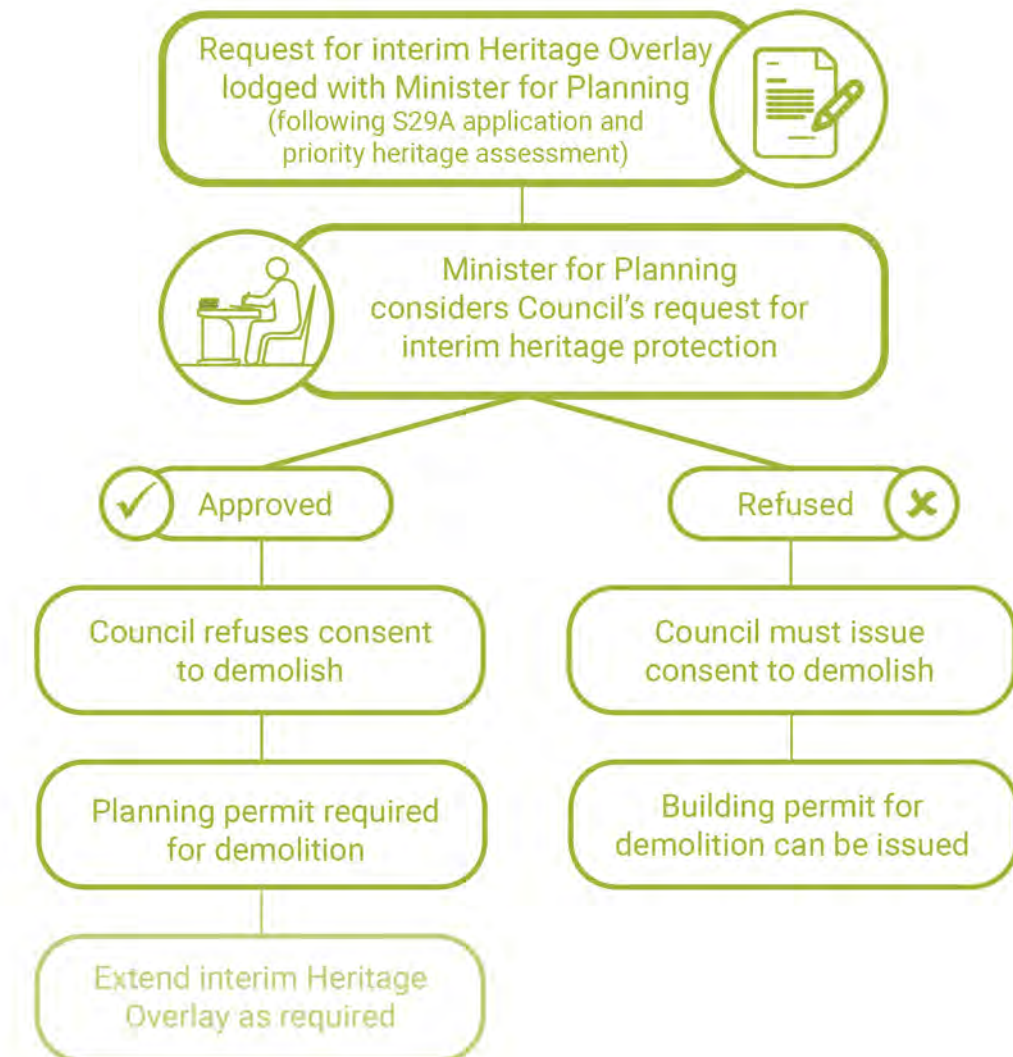 Request for interim Heritage Overlay
lodged with Minister for Planning
(following S29A application and
priority heritage assessment)
Minister for Planning
considers Council's request for
interim heritage protection
Approved
Refused
Council refuses consent
to demolish
Council must issue
consent to demolish
Planning permit required
for demolition
Building permit for
demolition can be issued
Extend interim Heritage
Overlay as required